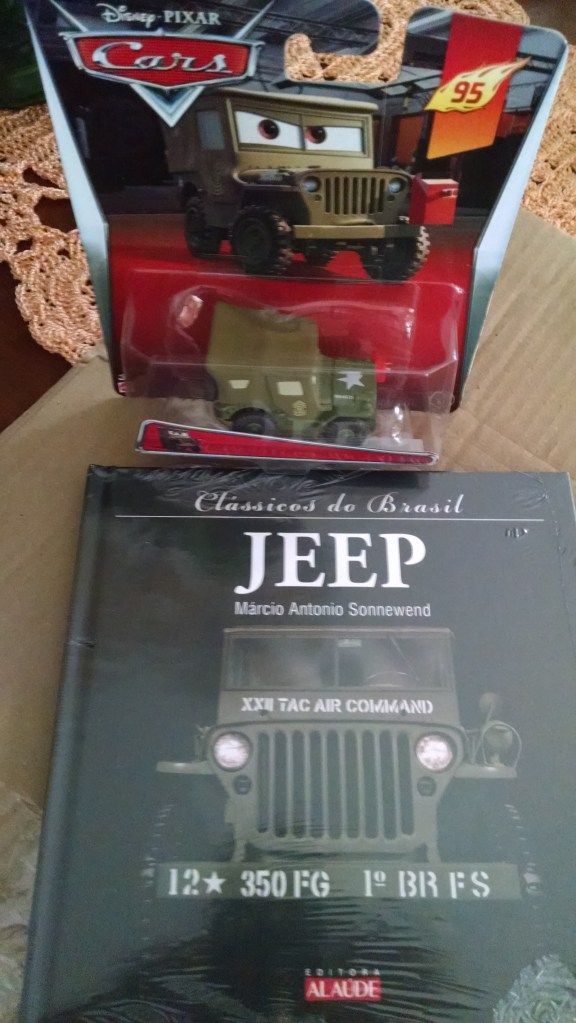 Disney·PIXAR
Cars
95
Clássicos do Brasil
JEEP
Márcio Antonio Sonnewend
XXII TAC AIR COMMAND
12★ 350 FG 1º BR F S
EDITORA
ALAÚDE